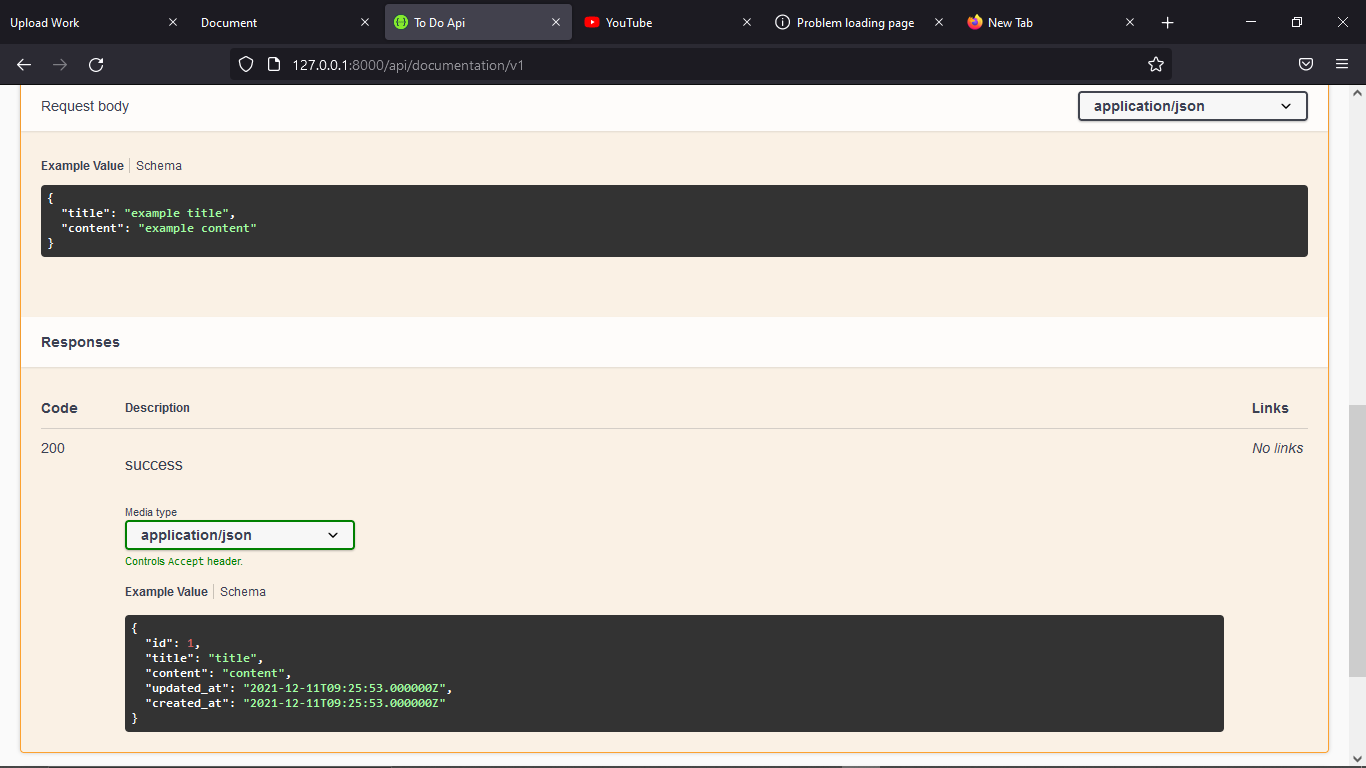 Upload Work
Document
To Do Api
YouTube
Problem loading page
New Tab
127.0.0.1:8000/api/documentation/v1
Request body
application/json
Example Value
Schema
{
"title": "example title",
"content": "example content"
}
Responses
Code Description Links
200
success
No links
Media type
application/json
Controls Accept header.
Example Value
Schema
{
"id": 1,
"title": "title",
"content": "content",
"updated_at": "2021-12-11T09:25:53.000000Z",
"created_at": "2021-12-11T09:25:53.000000Z"
}